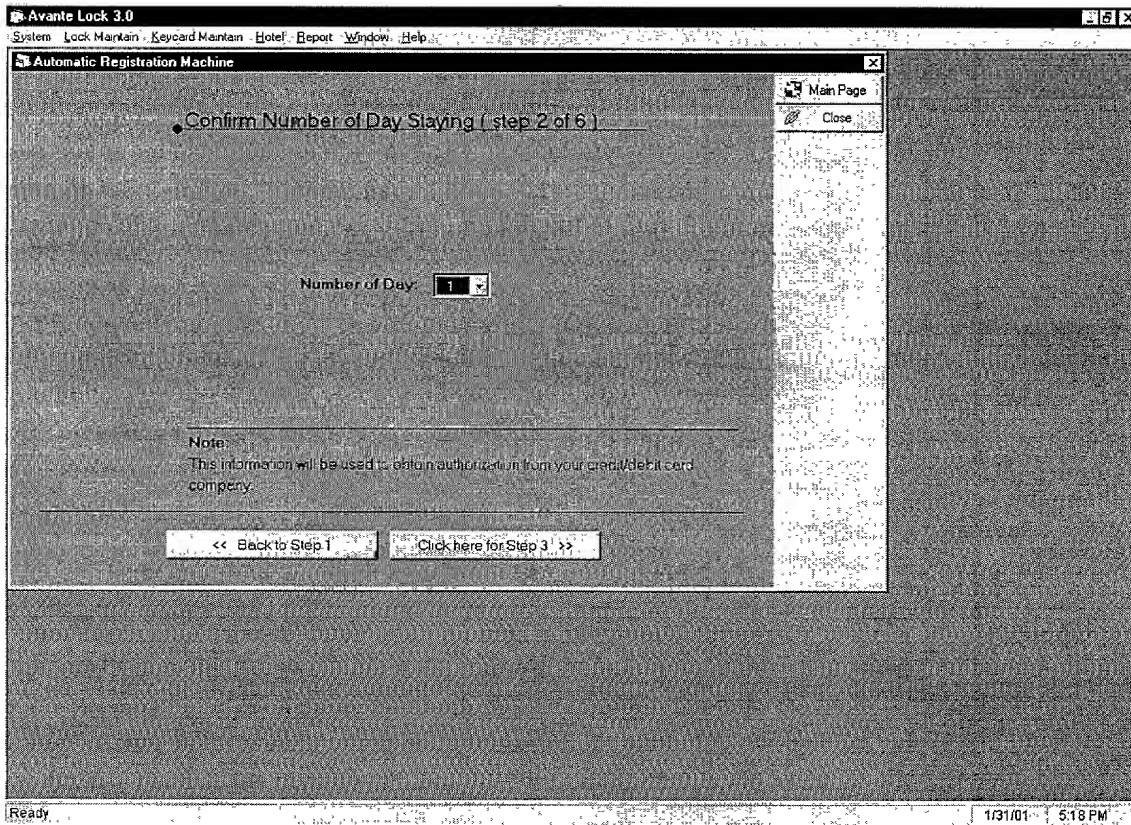 Avante Lock 3.0
System Lock Maintain Keycard Maintain Hotel Report Window Help
Automatic Registration Machine
Main Page
Close
Confirm Number of Day Staying ( step 2 of 6 )
Number of Day: 1
Note:
This information will be used to obtain authorization from your credit/debit card
company.
<< Back to Step 1 Click here for Step 3 >>
Ready 1/31/01 5:18 PM